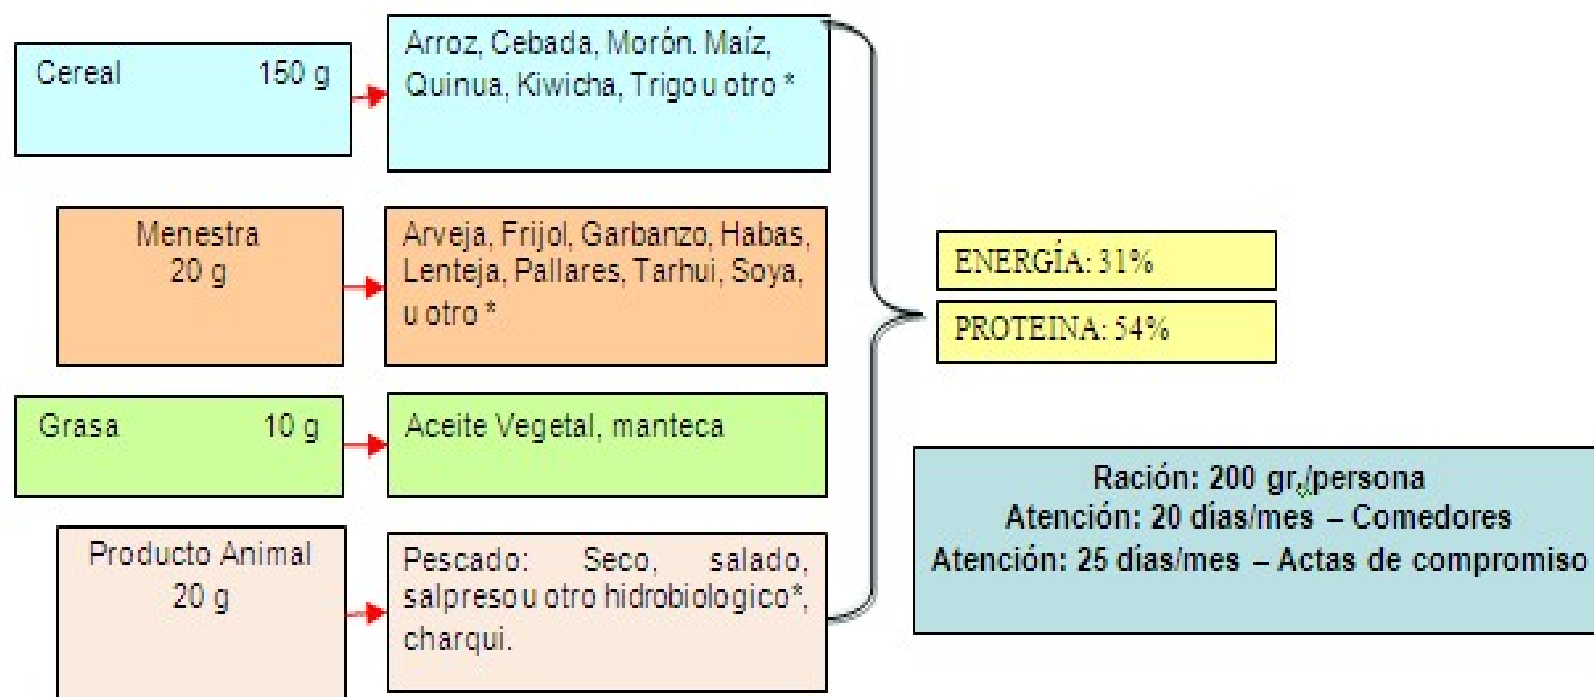 Cereal 150 g
Arroz, Cebada, Morón. Maíz,
Quinua, Kiwicha, Trigo u otro *
Menestra
20 g
Arveja, Frijol, Garbanzo, Habas,
Lenteja, Pallares, Tarhui, Soya,
u otro *
Grasa 10 g
Aceite Vegetal, manteca
Producto Animal
20 g
Pescado: Seco, salado,
salpreso u otro hidrobiologico*,
charqui.
ENERGÍA: 31%
PROTEINA: 54%
Ración: 200 gr./persona
Atención: 20 dias/mes – Comedores
Atención: 25 dias/mes – Actas de compromiso